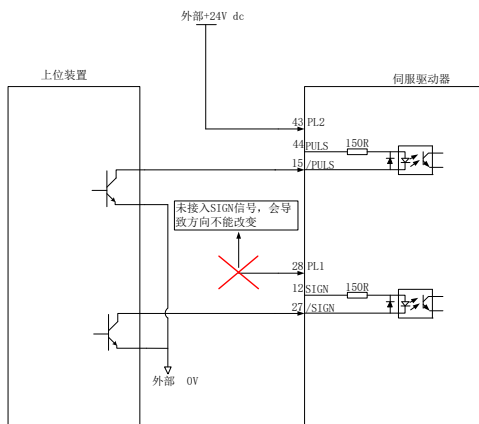 外部+24V dc
上位装置
伺服驱动器
43 PL2
44 PULS 150R
15 /PULS
未接入SIGN信号，会导
致方向不能改变
28 PL1
12 SIGN 150R
27 /SIGN
外部 0V